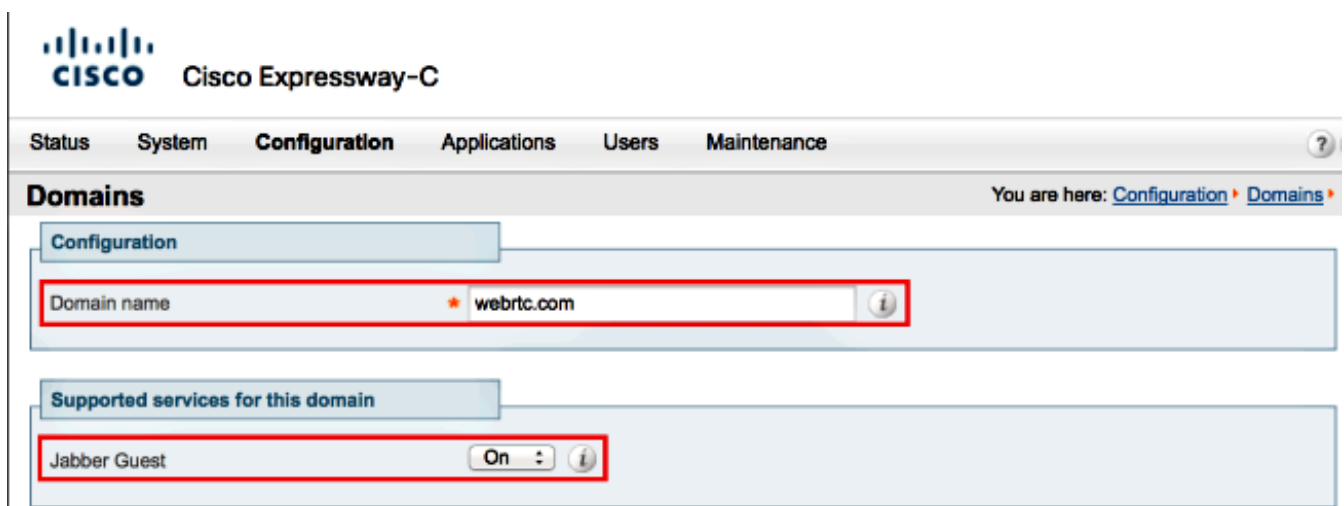 CISCO Cisco Expressway-C
Status System Configuration Applications Users Maintenance ?
Domains You are here: Configuration Domains
Configuration
Domain name * webrtc.com i
Supported services for this domain
Jabber Guest On i